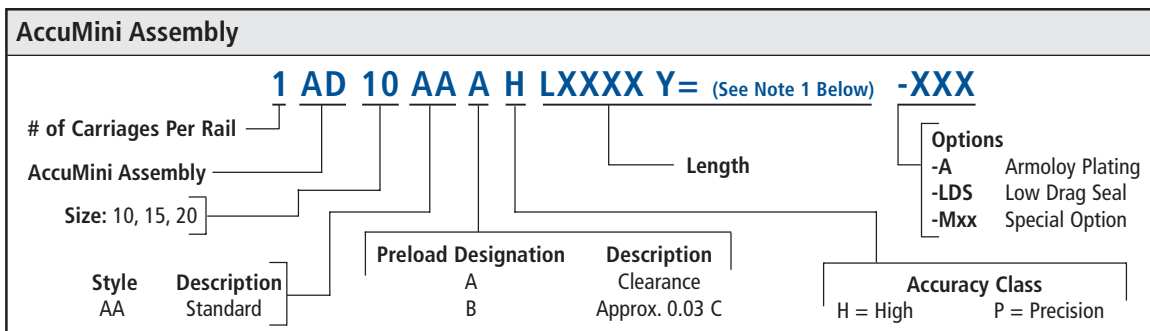 AccuMini Assembly
1 AD 10 AA A H LXXXX Y= (See Note 1 Below) -XXX
# of Carriages Per Rail
AccuMini Assembly
Size: 10, 15, 20
Length
Options
-A Armoloy Plating
-LDS Low Drag Seal
-Mxx Special Option
Style Description
AA Standard
Preload Designation Description
A Clearance
B Approx. 0.03 C
Accuracy Class
H = High P = Precision